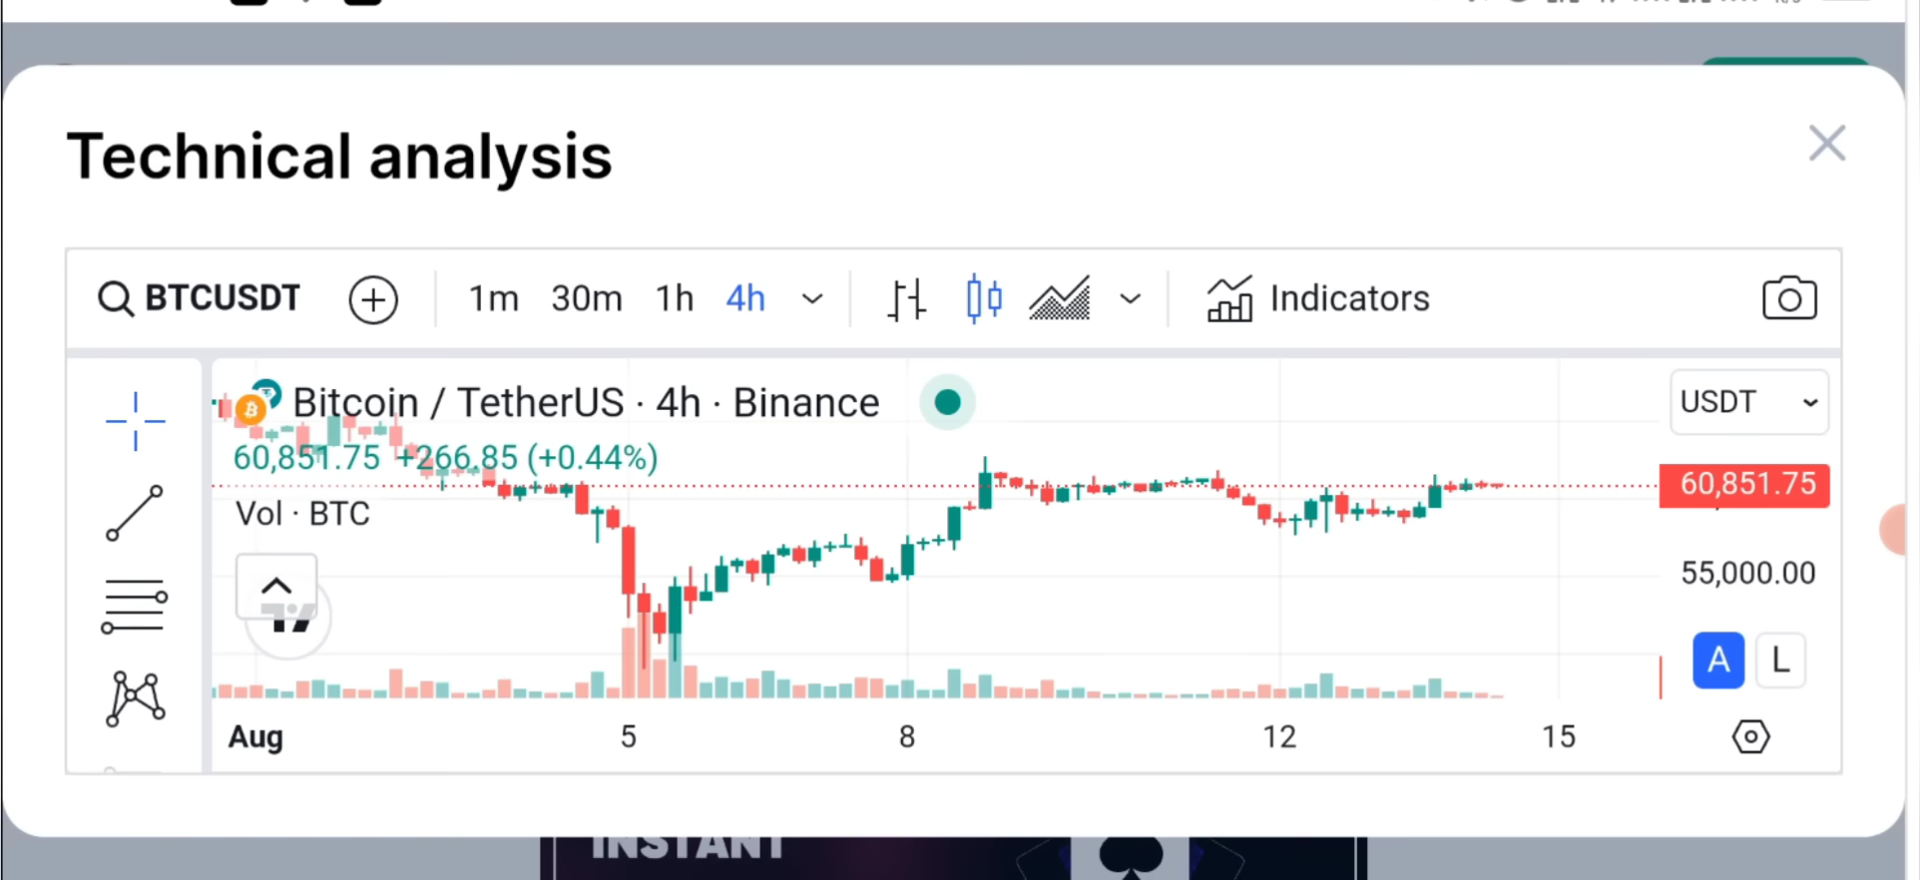 Technical analysis
BTCUSDT 1m 30m 1h 4h Indicators
Bitcoin / TetherUS · 4h · Binance
USDT
60,851.75 +266.85 (+0.44%)
60,851.75
Vol · BTC
55,000.00
A L
Aug 5 8 12 15
INSTANT